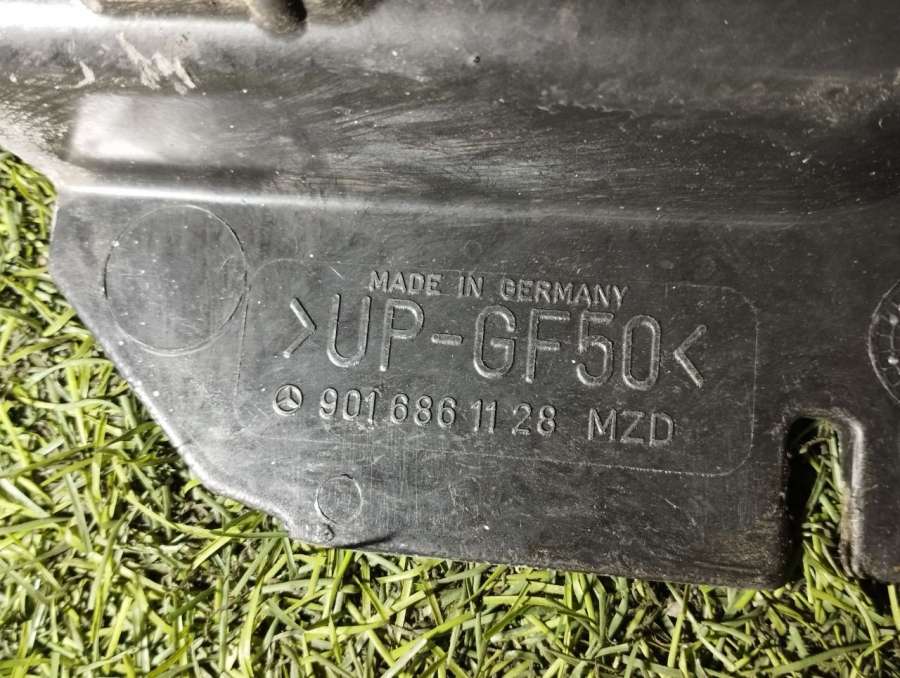 MADE IN GERMANY
>UP-GF50<
901 686 11 28 MZD